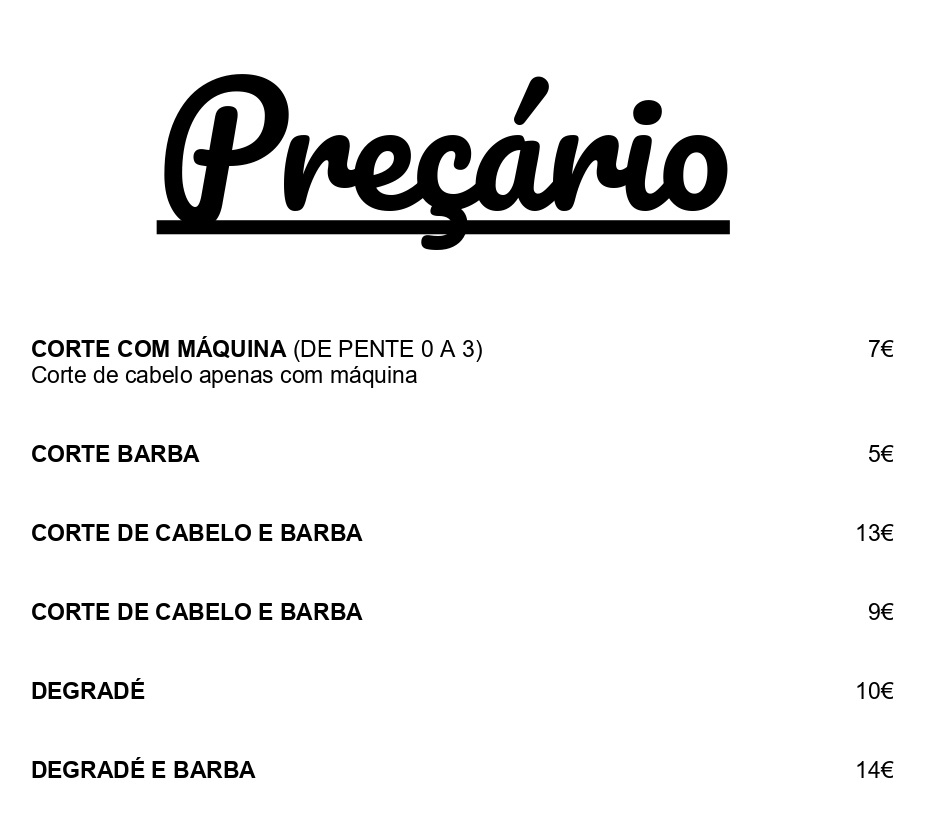 Preçário
CORTE COM MÁQUINA (DE PENTE 0 A 3) 7€
Corte de cabelo apenas com máquina
CORTE BARBA 5€
CORTE DE CABELO E BARBA 13€
CORTE DE CABELO E BARBA 9€
DEGRADÉ 10€
DEGRADÉ E BARBA 14€